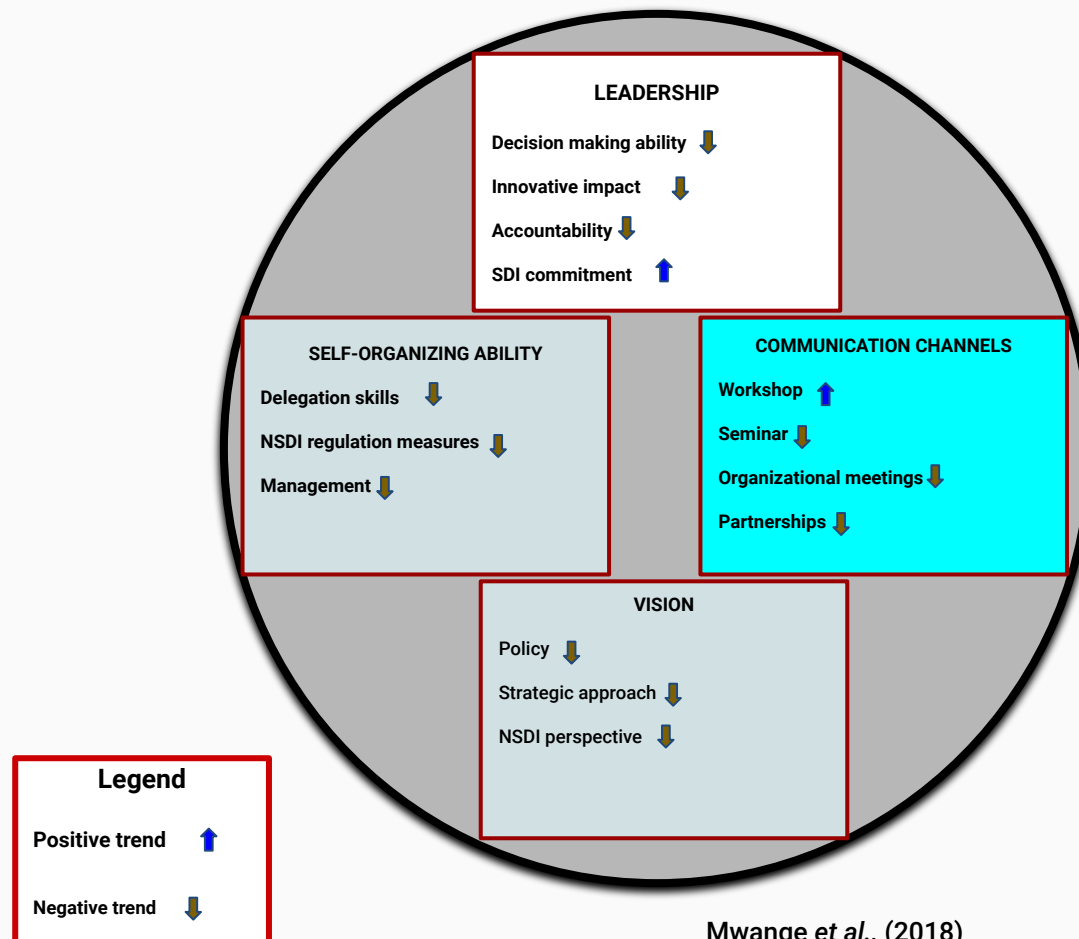 LEADERSHIP
Decision making ability
Innovative impact
Accountability
SDI commitment
SELF-ORGANIZING ABILITY
Delegation skills
NSDI regulation measures
Management
COMMUNICATION CHANNELS
Workshop
Seminar
Organizational meetings
Partnerships
VISION
Policy
Strategic approach
NSDI perspective
Legend
Positive trend
Negative trend
Mwange et al., (2018)